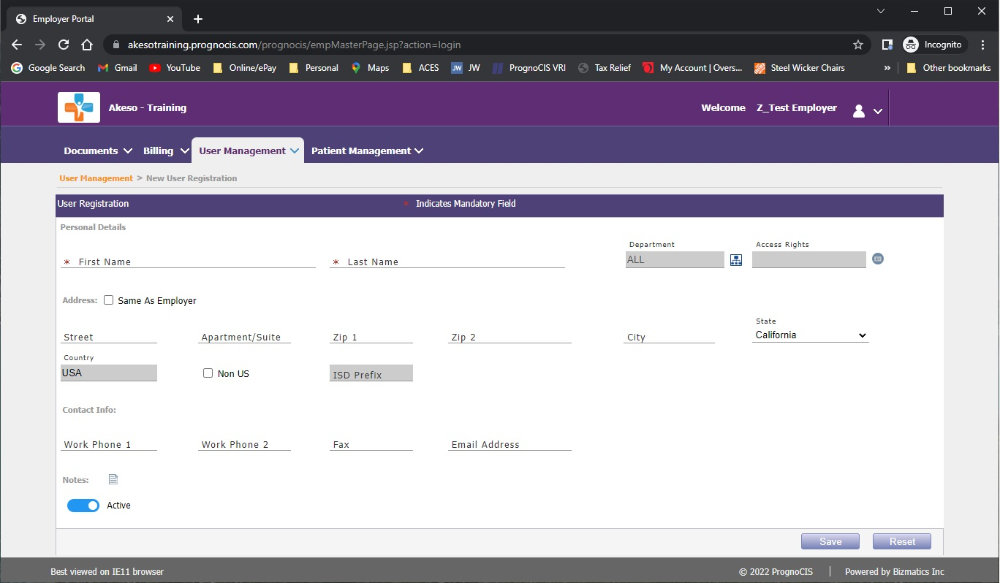 Employer Portal
akesotraining.prognocis.com/prognocis/empMasterPage.jsp?action=login
Incognito
Google Search Gmail YouTube Online/ePay Personal Maps ACES JW JW PrognoCIS VRI Tax Relief My Account | Overs... Steel Wicker Chairs » Other bookmarks
Akeso - Training Welcome Z_Test Employer
Documents Billing User Management Patient Management
User Management > New User Registration
User Registration * Indicates Mandatory Field
Personal Details
Department Access Rights
* First Name * Last Name ALL
Address: Same As Employer
State
Street Apartment/Suite Zip 1 Zip 2 City California
Country
USA Non US ISD Prefix
Contact Info:
Work Phone 1 Work Phone 2 Fax Email Address
Notes:
Active
Save Reset
Best viewed on IE11 browser © 2022 PrognoCIS | Powered by Bizmatics Inc